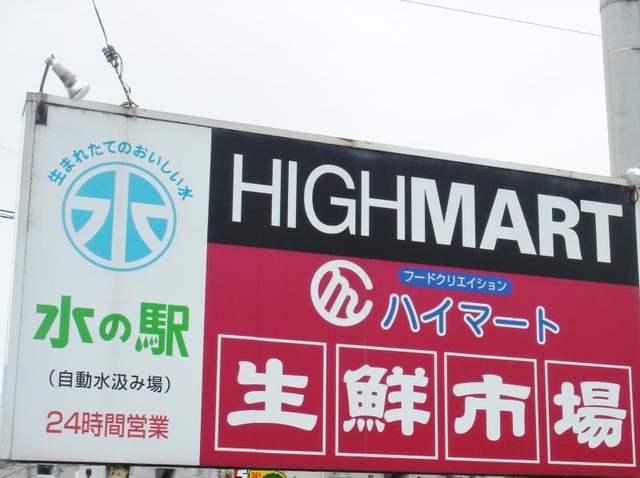 生まれたてのおいしい水
水
水の駅
(自動水汲み場)
24時間営業
HIGHMART
フードクリエイション
ハイマート
生鮮市場